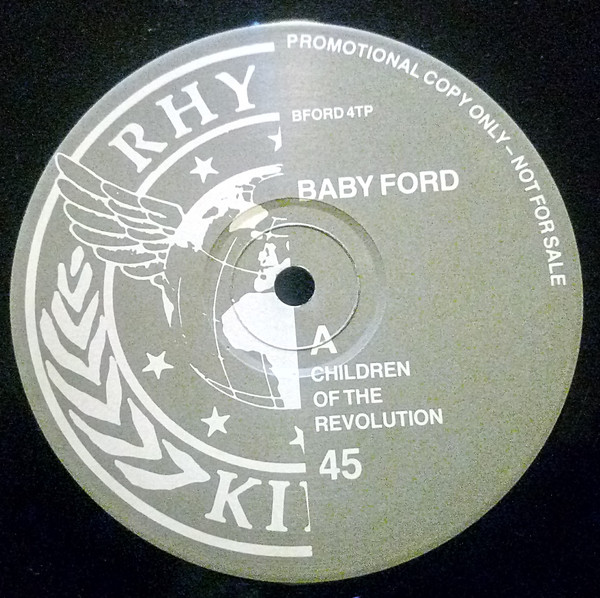 PROMOTIONAL COPY ONLY – NOT FOR SALE
RHY
BFORD 4TP
BABY FORD
A
CHILDREN
OF THE
REVOLUTION
45
KI